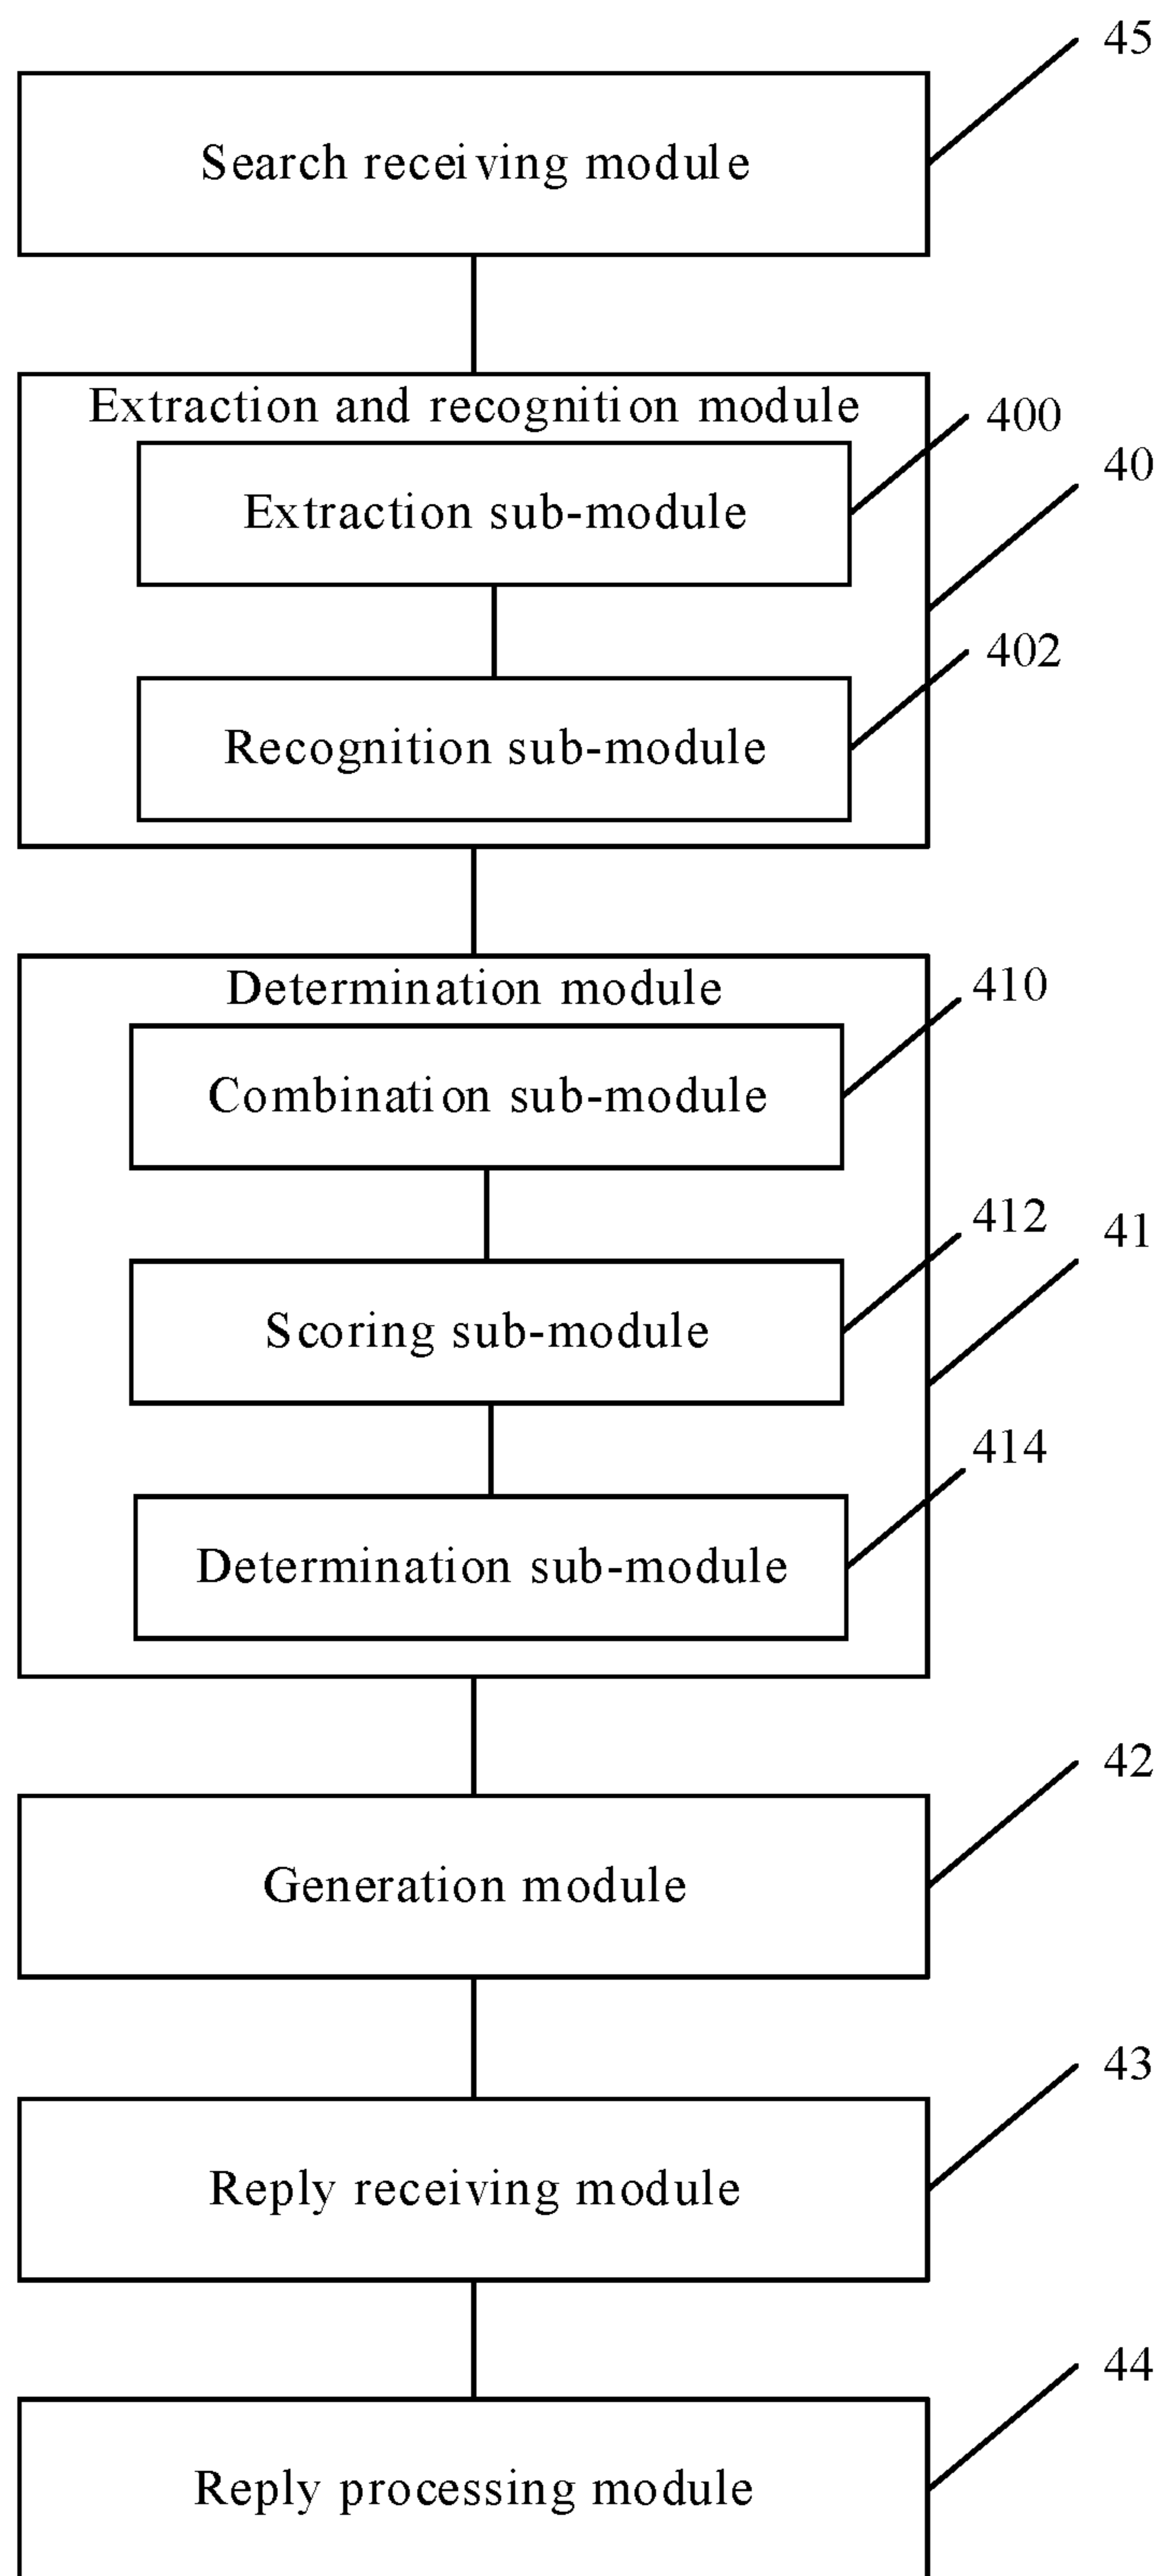 45
Search receiving module
Extraction and recognition module
400
40
Extraction sub-module
402
Recognition sub-module
Determination module
410
Combination sub-module
412
41
Scoring sub-module
414
Determination sub-module
42
Generation module
43
Reply receiving module
44
Reply processing module